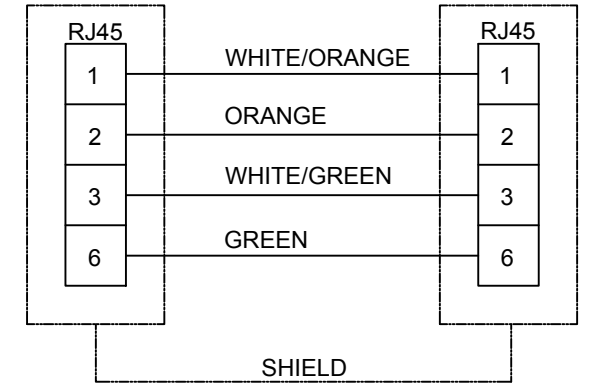 RJ45 RJ45
1 WHITE/ORANGE 1
2 ORANGE 2
3 WHITE/GREEN 3
6 GREEN 6
SHIELD